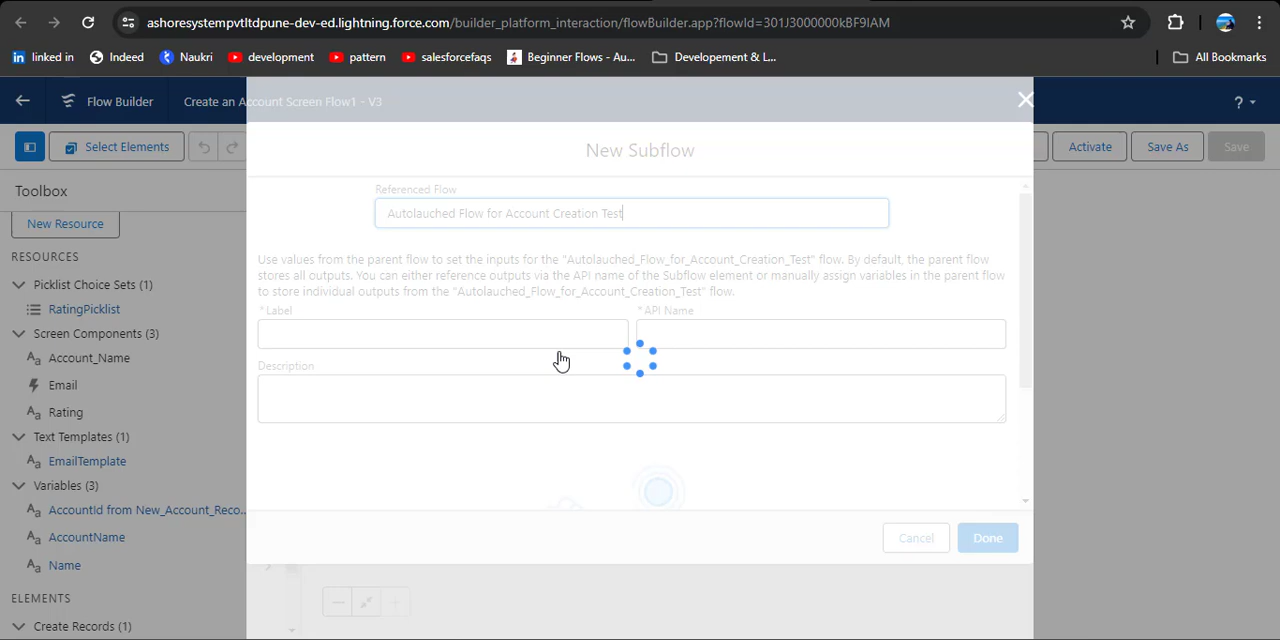 ashoresystempvtltdpune-dev-ed.lightning.force.com/builder_platform_interaction/flowBuilder.app?flowId=301J3000000kBF9IAM
linked in Indeed Naukri development pattern salesforcefaqs Beginner Flows - Au... Developement & L... All Bookmarks
Flow Builder Create an Account Screen Flow1 - V3 ?
Select Elements Activate Save As Save
New Subflow
Toolbox
New Resource
Referenced Flow
Autolauched Flow for Account Creation Test
RESOURCES
Use values from the parent flow to set the inputs for the "Autolauched_Flow_for_Account_Creation_Test" flow. By default, the parent flow
stores all outputs. You can either reference outputs via the API name of the Subflow element or manually assign variables in the parent flow
to store individual outputs from the "Autolauched_Flow_for_Account_Creation_Test" flow.
Picklist Choice Sets (1)
RatingPicklist
* Label * API Name
Screen Components (3)
Account_Name
Description
Email
Rating
Text Templates (1)
EmailTemplate
Variables (3)
AccountId from New_Account_Reco...
AccountName
Cancel Done
Name
ELEMENTS
Create Records (1)